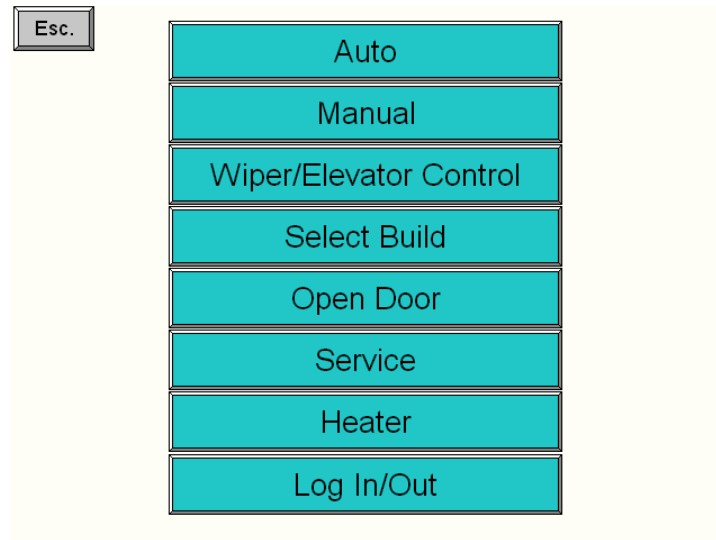 Esc.
Auto
Manual
Wiper/Elevator Control
Select Build
Open Door
Service
Heater
Log In/Out